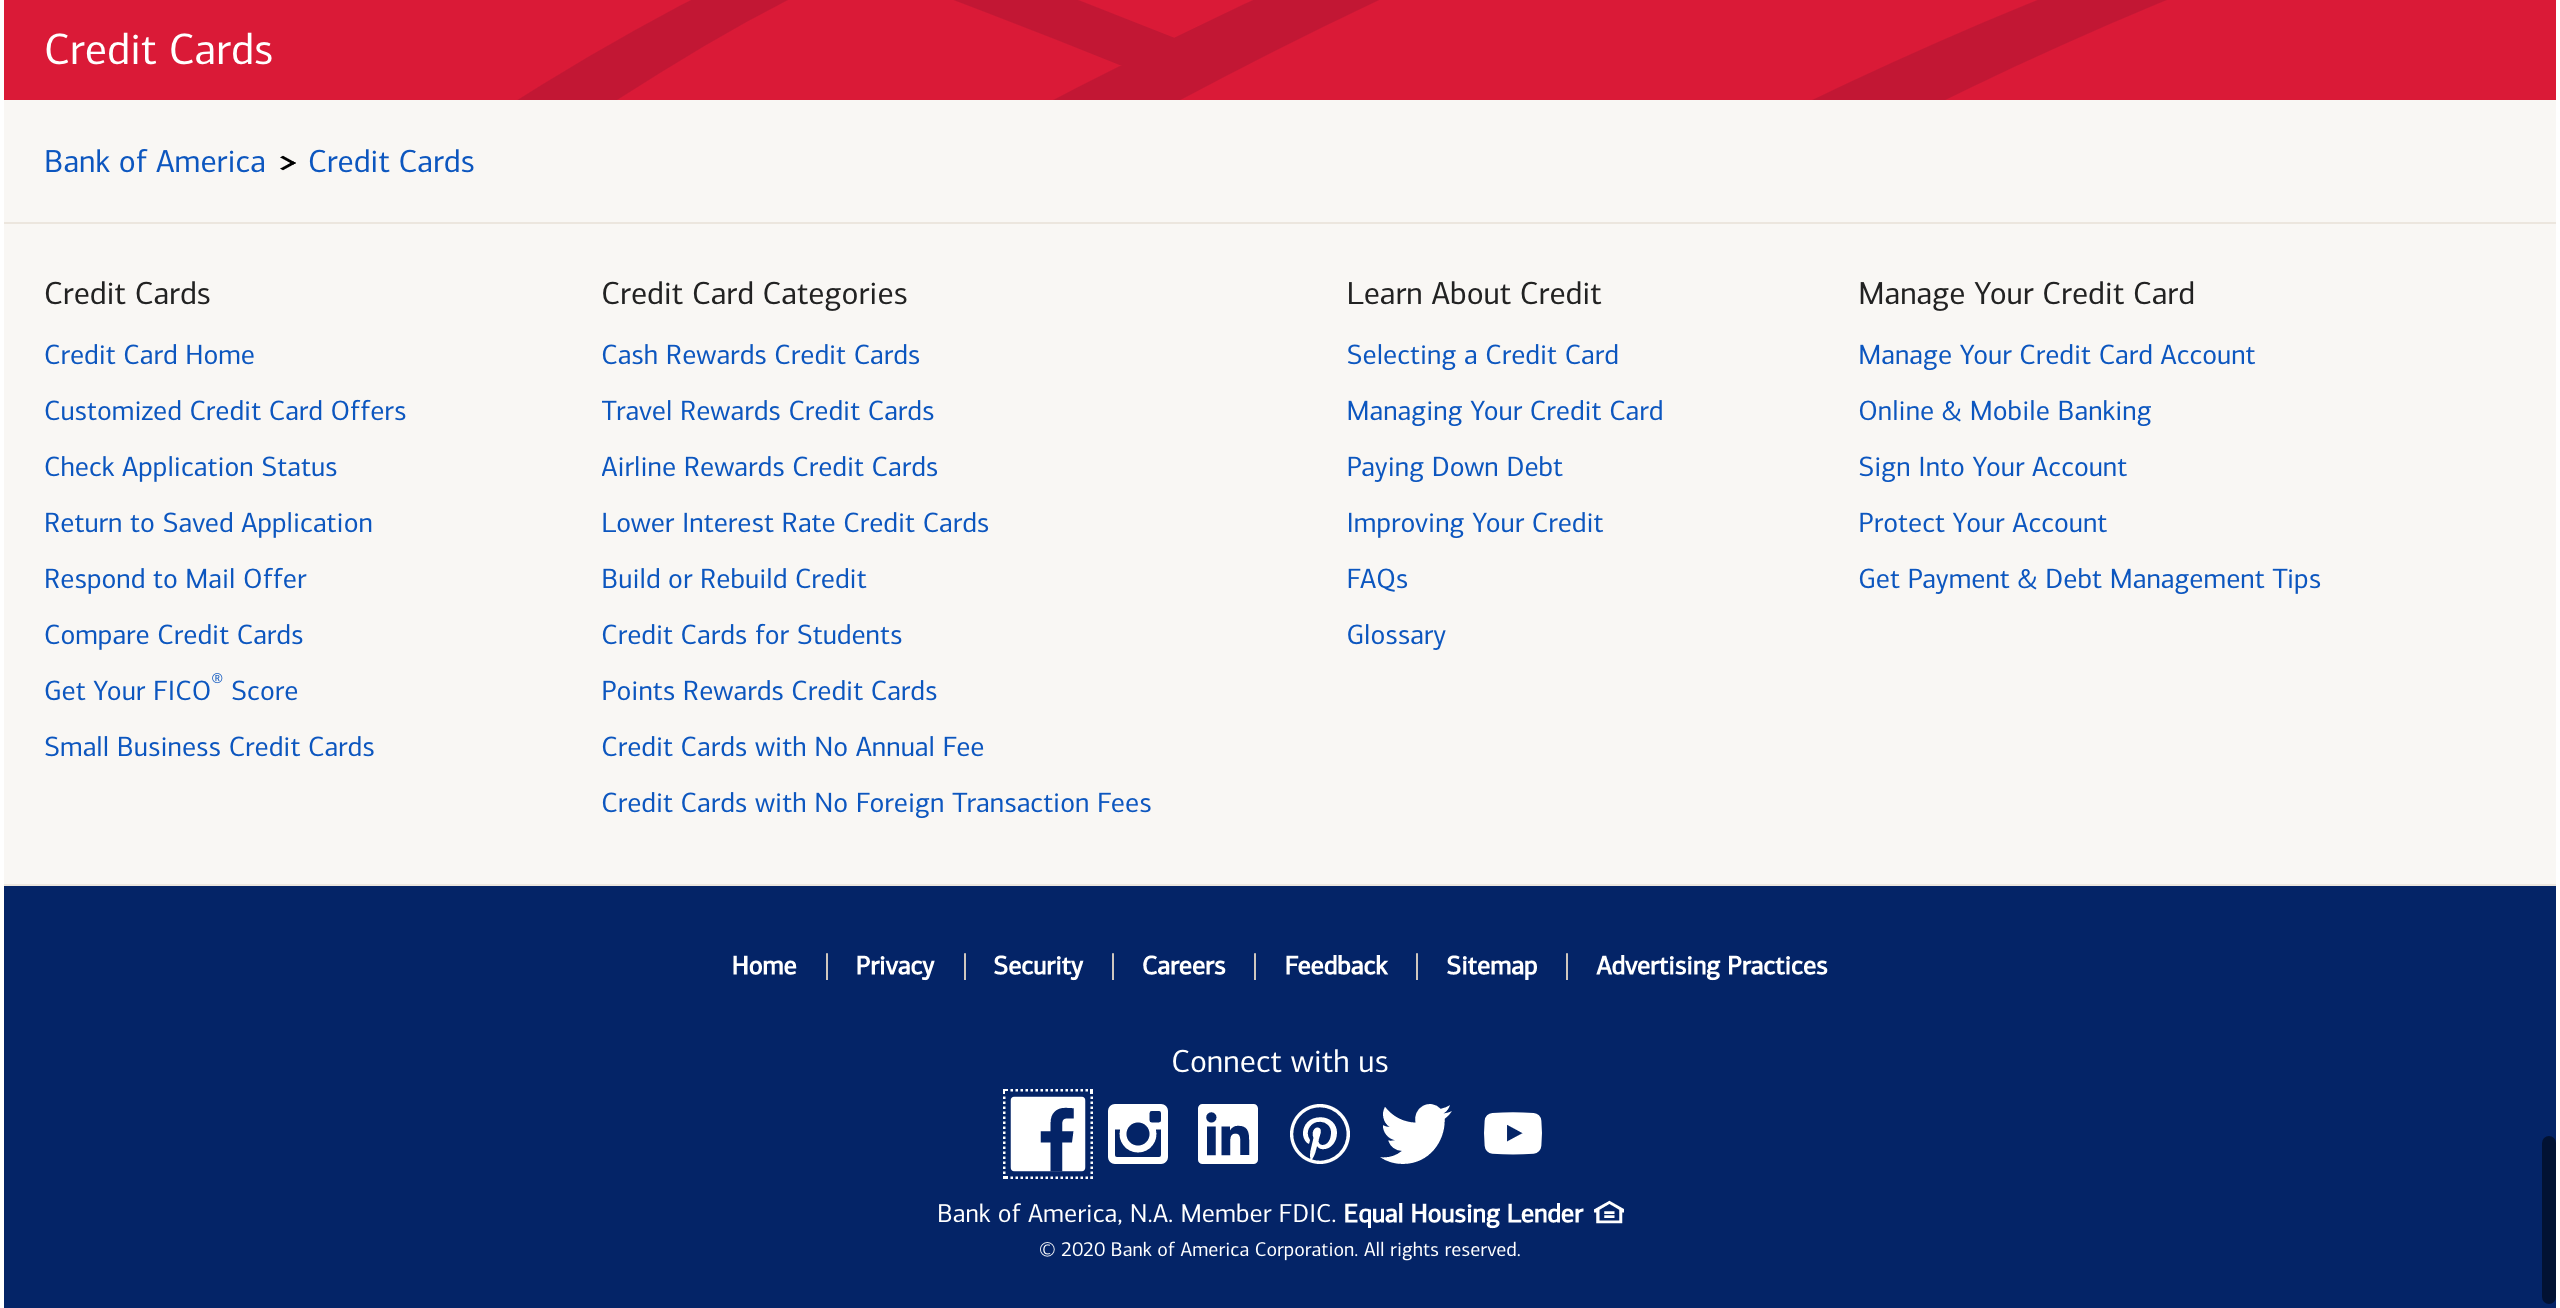 Credit Cards
Bank of America > Credit Cards
Credit Cards
Credit Card Home
Customized Credit Card Offers
Check Application Status
Return to Saved Application
Respond to Mail Offer
Compare Credit Cards
Get Your FICO® Score
Small Business Credit Cards
Credit Card Categories
Cash Rewards Credit Cards
Travel Rewards Credit Cards
Airline Rewards Credit Cards
Lower Interest Rate Credit Cards
Build or Rebuild Credit
Credit Cards for Students
Points Rewards Credit Cards
Credit Cards with No Annual Fee
Credit Cards with No Foreign Transaction Fees
Learn About Credit
Selecting a Credit Card
Managing Your Credit Card
Paying Down Debt
Improving Your Credit
FAQs
Glossary
Manage Your Credit Card
Manage Your Credit Card Account
Online & Mobile Banking
Sign Into Your Account
Protect Your Account
Get Payment & Debt Management Tips
Home | Privacy | Security | Careers | Feedback | Sitemap | Advertising Practices
Connect with us
Bank of America, N.A. Member FDIC. Equal Housing Lender
© 2020 Bank of America Corporation. All rights reserved.